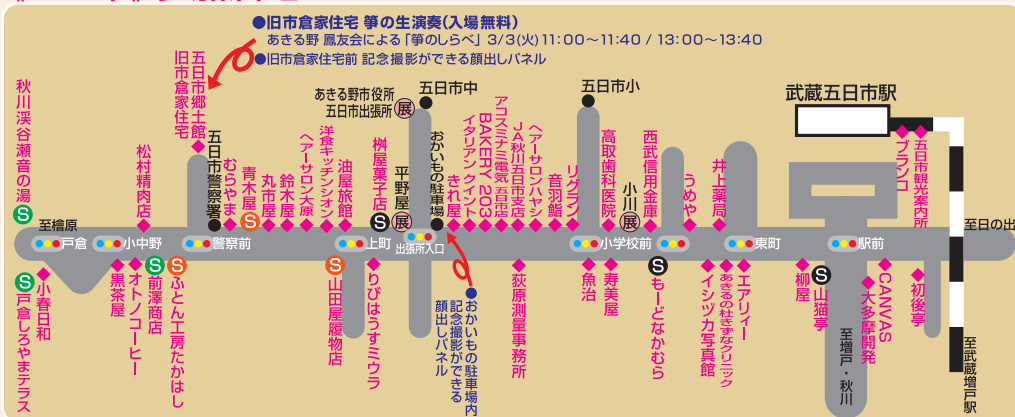 ●旧市倉家住宅 箏の生演奏(入場無料)
あきる野 鳳友会による「箏のしらべ」 3/3(火)11:00～11:40 / 13:00～13:40
●旧市倉家住宅前 記念撮影ができる顔出しパネル
秋川渓谷瀬音の湯
S
至檜原
戸倉
S
戸倉しろやまテラス
小春日和
松村精肉店
小中野
黒茶屋
オトノコーヒー
S
前澤商店
S
ふとん工房たかはし
五日市郷土館
旧市倉家住宅
五日市警察署
警察前
むらやま
青木屋
S
丸市屋
鈴木屋
ヘアーサロン大原
洋食キッチンシオン
油屋旅館
S
山田屋履物店
上町
桝屋菓子店
S
りびはうすミウラ
平野屋
展
あきる野市役所
五日市出張所
展
五日市中
おかいもの駐車場
出張所入口
●おかいもの駐車場内
記念撮影ができる
顔出しパネル
きれ屋
イタリアン クイント
BAKERY 203
アコスミナミ電気 五日市店
JA秋川五日市支店
ヘアーサロンハヤシ
音羽鮨
リグラン
荻原測量事務所
五日市小
高取歯科医院
小川
展
西武信用金庫
小学校前
魚治
寿美屋
S
もーどなかむら
うめや
井上薬局
イシヅカ写真館
あきるの杜きずなクリニック
エアリィー
東町
柳屋
S
山猫亭
武蔵五日市駅
ブランコ
五日市観光案内所
駅前
至増戸・秋川
大多摩開発
CANVAS
初後亭
至日の出
至武蔵増戸駅